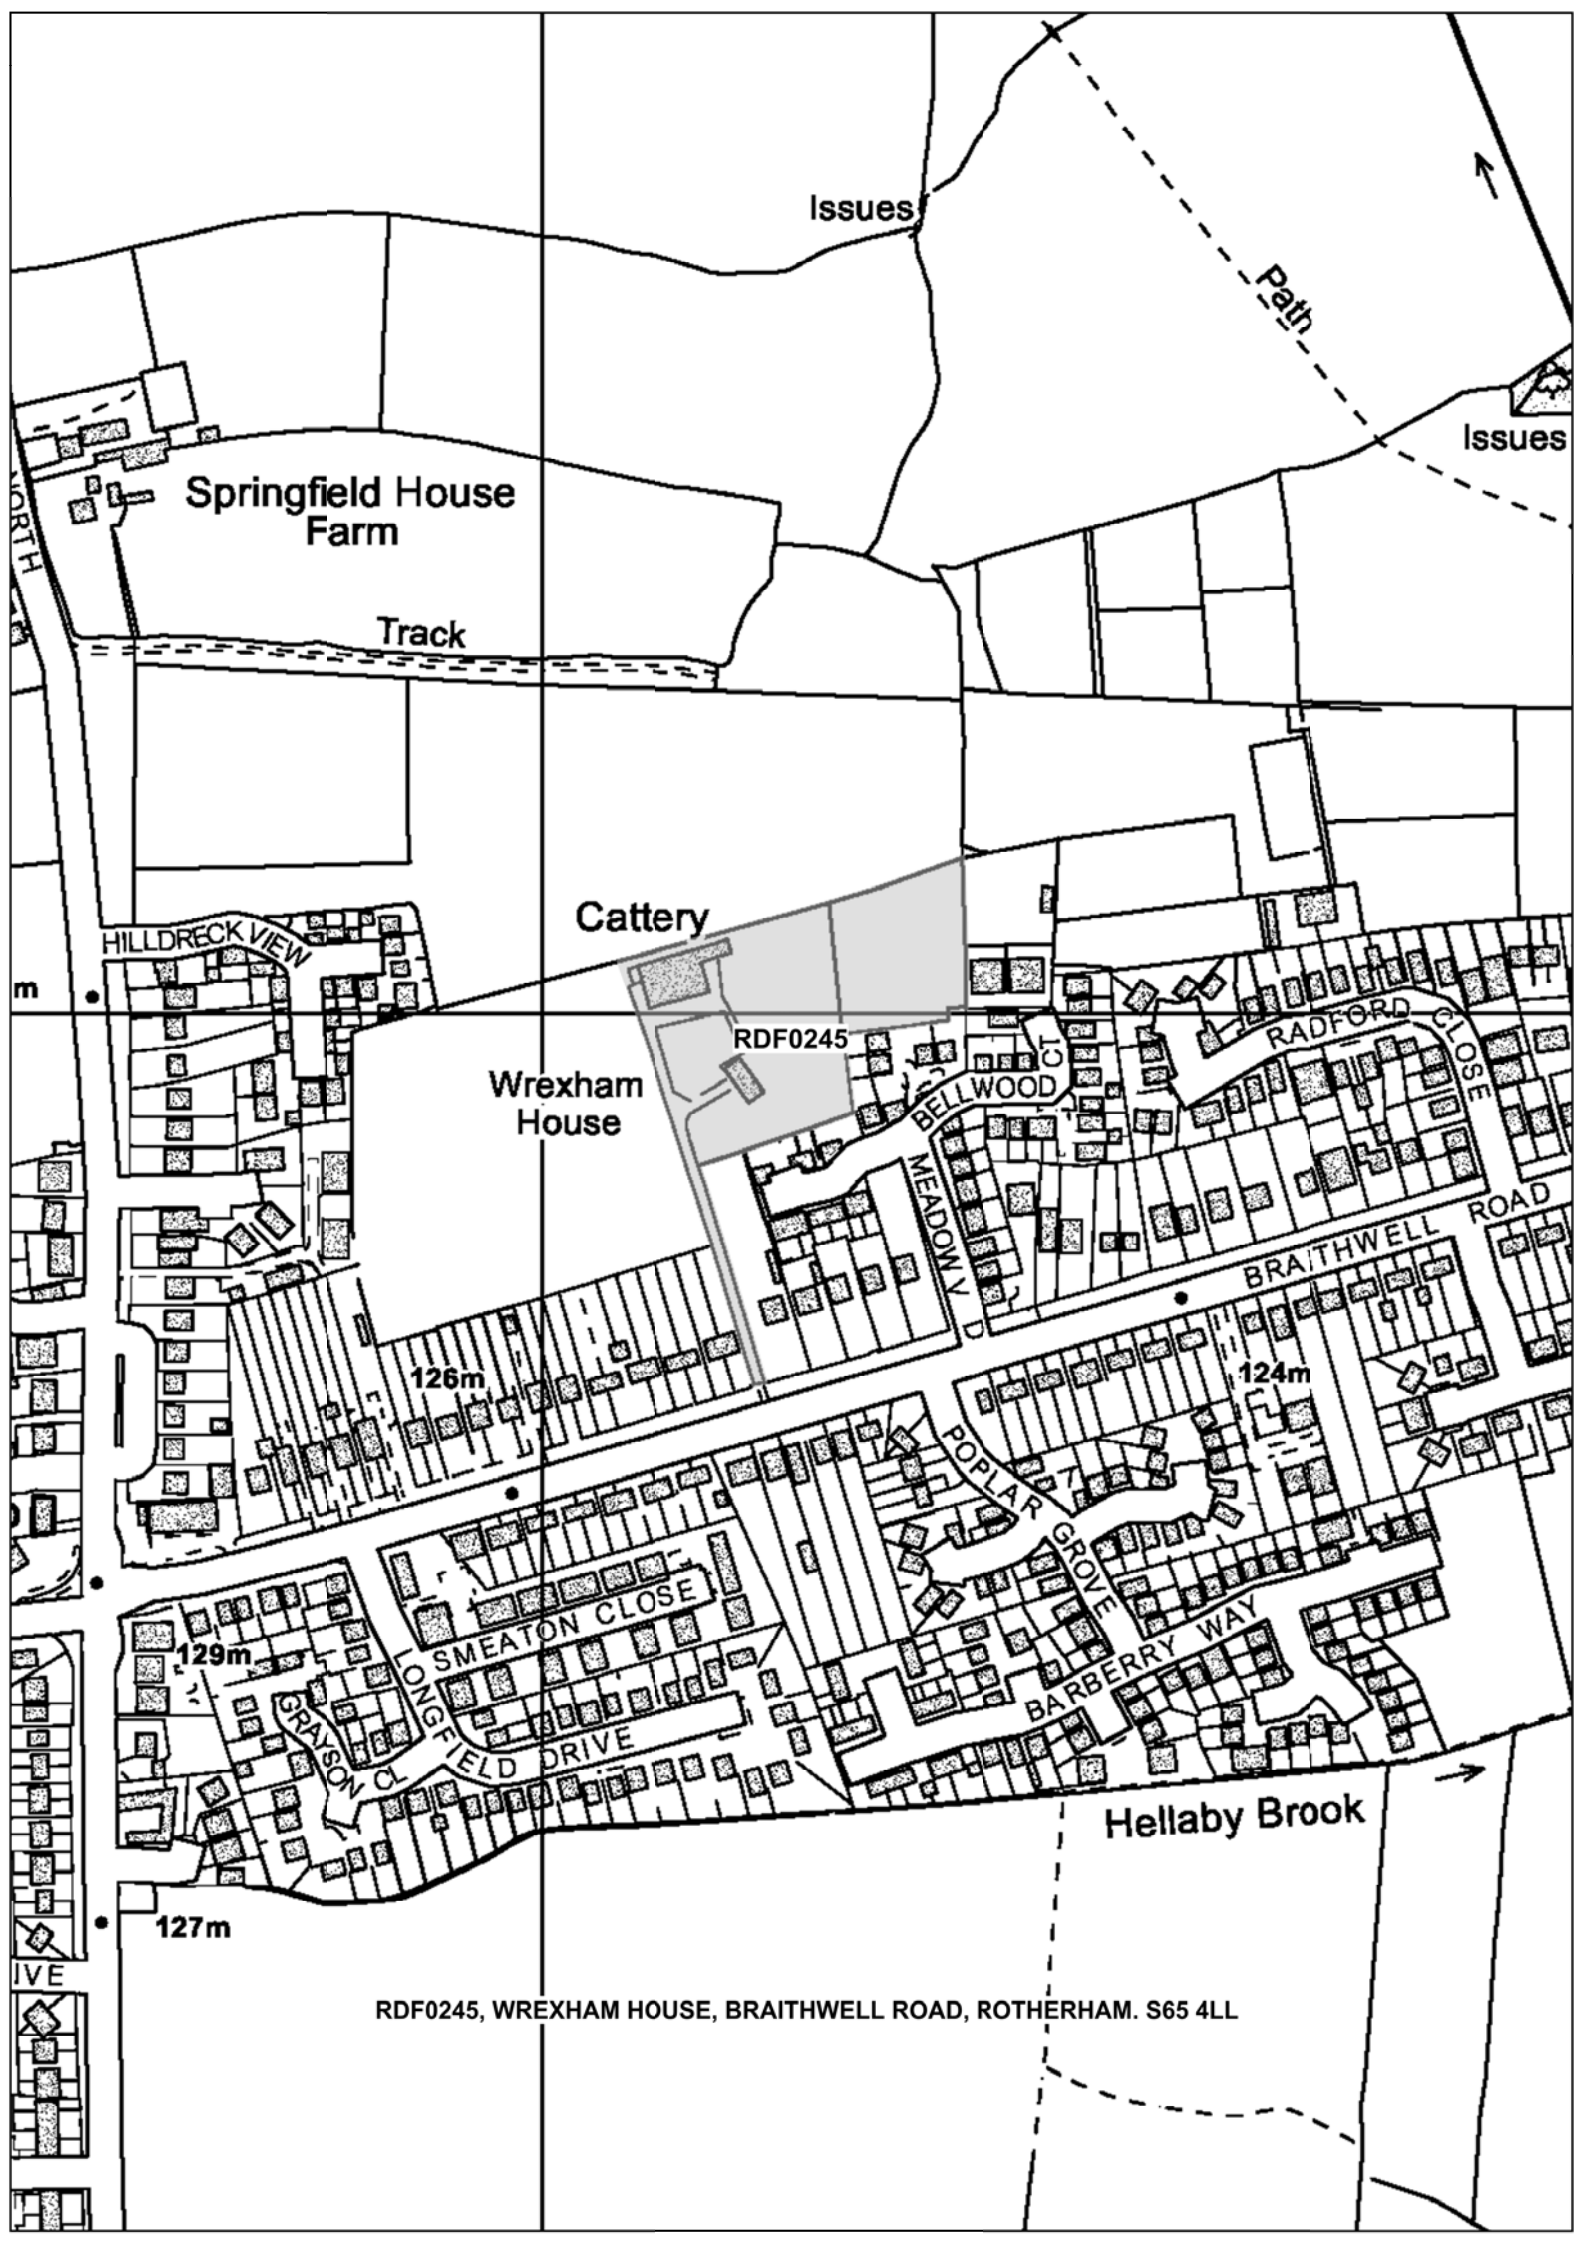 Issues
Path
Issues
Springfield House
Farm
NORTH
Track
Cattery
HILLDRECK VIEW
m
RADFORD CLOSE
RDF0245
Wrexham
House
BELLWOOD CT
MEADOW
BRAITHWELL ROAD
126m
124m
POPLAR GROVE
SMEATON CLOSE
129m
LONGFIELD DRIVE
GRAYSON CL
BARBERRY WAY
Hellaby Brook
127m
IVE
RDF0245, WREXHAM HOUSE, BRAITHWELL ROAD, ROTHERHAM. S65 4LL